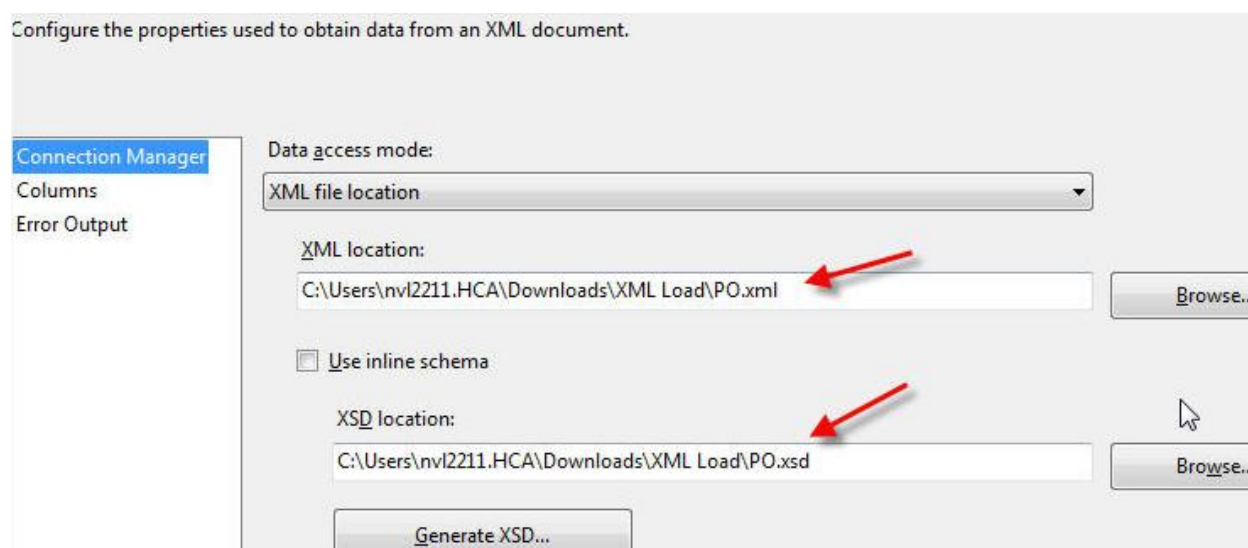 Configure the properties used to obtain data from an XML document.
Connection Manager
Columns
Error Output
Data access mode:
XML file location
XML location:
C:\Users\nvl2211.HCA\Downloads\XML Load\PO.xml
Browse..
Use inline schema
XSD location:
C:\Users\nvl2211.HCA\Downloads\XML Load\PO.xsd
Browse..
Generate XSD...